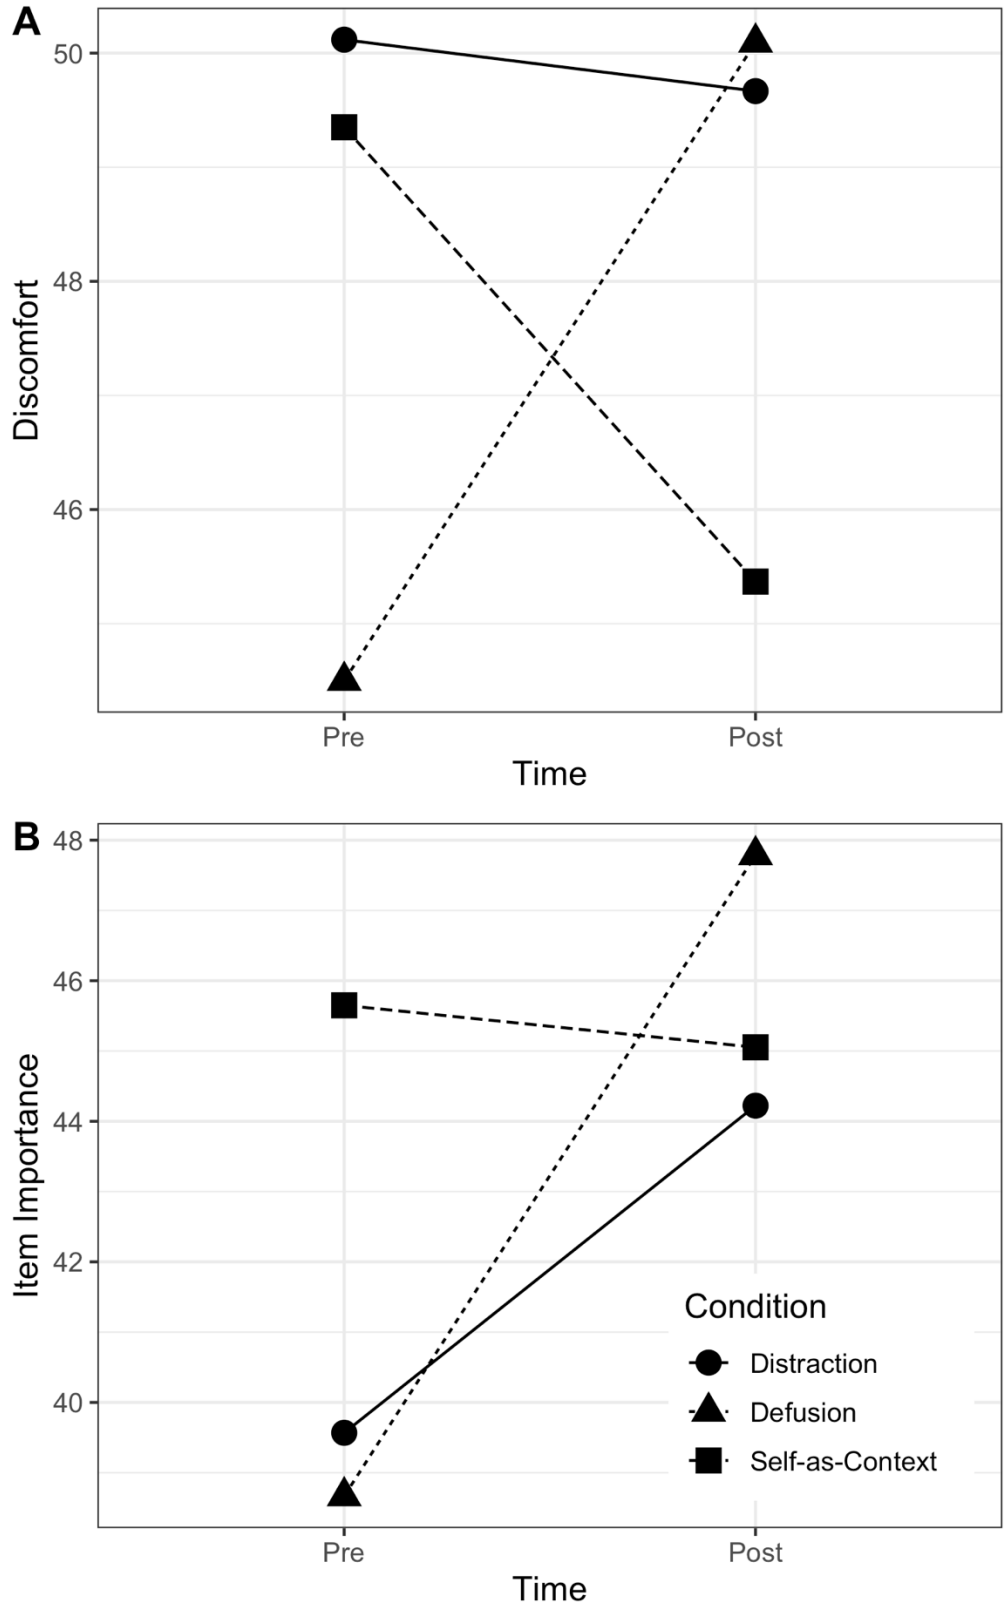 A
50
48
46
Discomfort
Pre
Post
Time
B
48
46
44
42
40
Item Importance
Condition
Distraction
Defusion
Self-as-Context
Pre
Post
Time